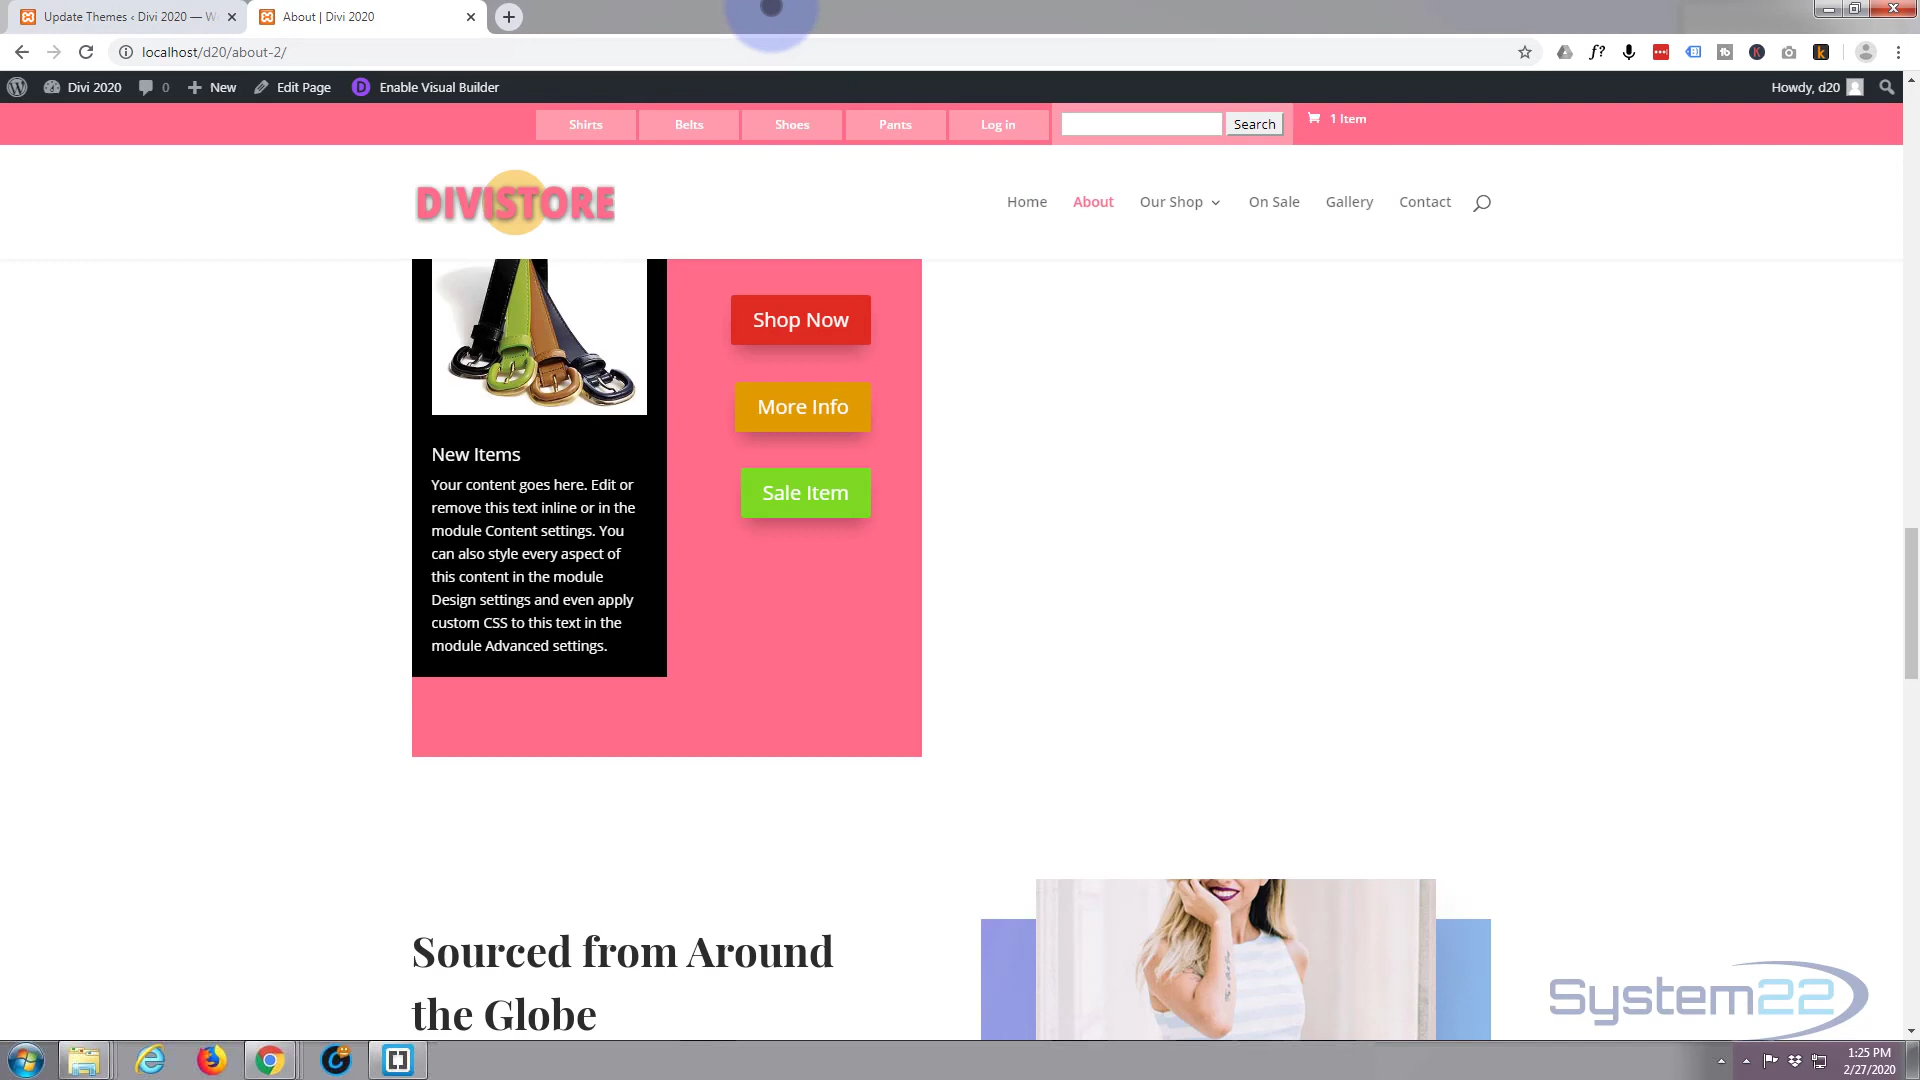 Update Themes ‹ Divi 2020 — W
About | Divi 2020
localhost/d20/about-2/
Divi 2020
0
New
Edit Page
Enable Visual Builder
Howdy, d20
Shirts
Belts
Shoes
Pants
Log in
Search
1 Item
DIVISTORE
Home
About
Our Shop
On Sale
Gallery
Contact
Shop Now
More Info
Sale Item
New Items
Your content goes here. Edit or
remove this text inline or in the
module Content settings. You
can also style every aspect of
this content in the module
Design settings and even apply
custom CSS to this text in the
module Advanced settings.
Sourced from Around
the Globe
System22
1:25 PM
2/27/2020